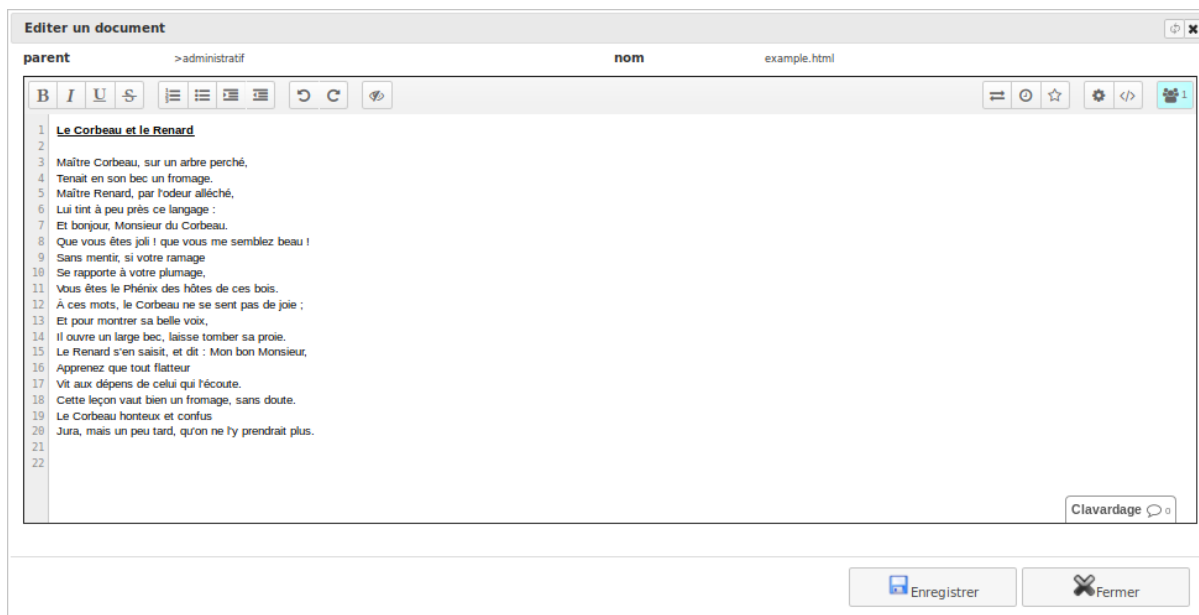 Editer un document
parent >administratif nom example.html
B I U S 1
1 Le Corbeau et le Renard
2
3 Maître Corbeau, sur un arbre perché,
4 Tenait en son bec un fromage.
5 Maître Renard, par l'odeur alléché,
6 Lui tint à peu près ce langage :
7 Et bonjour, Monsieur du Corbeau.
8 Que vous êtes joli ! que vous me semblez beau !
9 Sans mentir, si votre ramage
10 Se rapporte à votre plumage,
11 Vous êtes le Phénix des hôtes de ces bois.
12 À ces mots, le Corbeau ne se sent pas de joie ;
13 Et pour montrer sa belle voix,
14 Il ouvre un large bec, laisse tomber sa proie.
15 Le Renard s'en saisit, et dit : Mon bon Monsieur,
16 Apprenez que tout flatteur
17 Vit aux dépens de celui qui l'écoute.
18 Cette leçon vaut bien un fromage, sans doute.
19 Le Corbeau honteux et confus
20 Jura, mais un peu tard, qu'on ne l'y prendrait plus.
21
22
Clavardage 0
Enregistrer Fermer